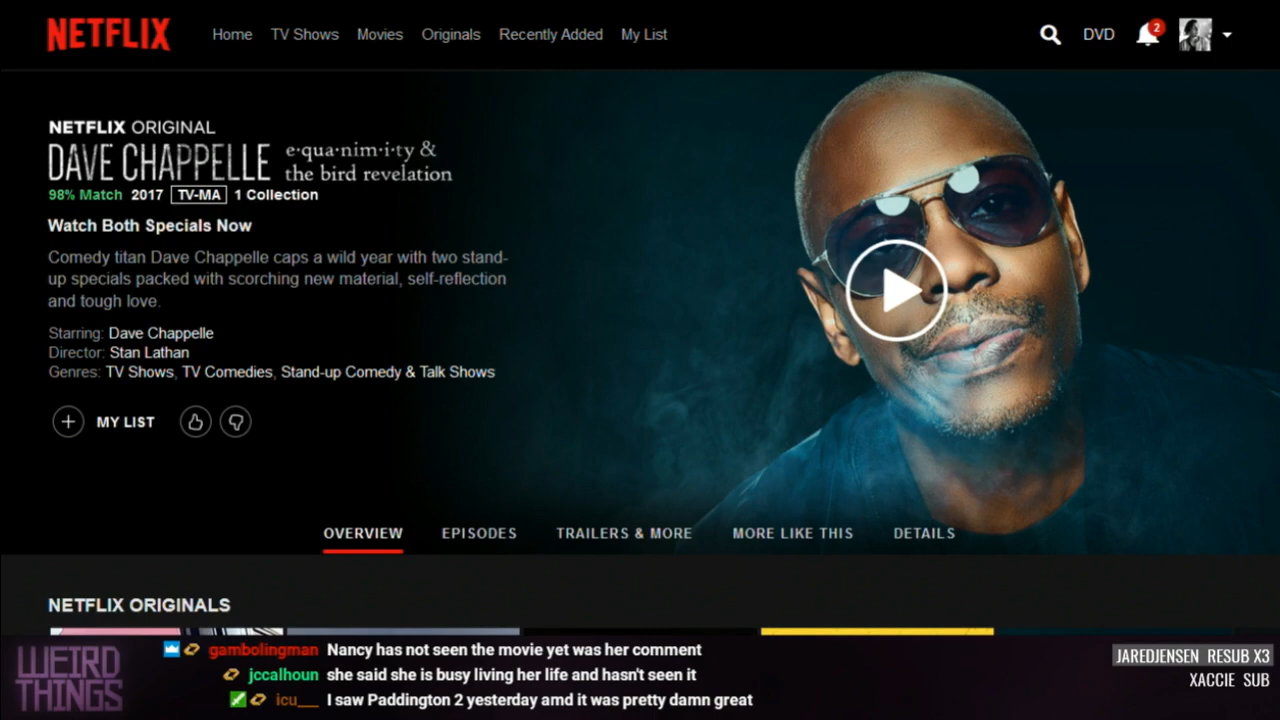 NETFLIX Home TV Shows Movies Originals Recently Added My List DVD 2
NETFLIX ORIGINAL
DAVE CHAPPELLE e·qua·nim·i·ty &
the bird revelation
98% Match 2017 TV-MA 1 Collection
Watch Both Specials Now
Comedy titan Dave Chappelle caps a wild year with two stand-
up specials packed with scorching new material, self-reflection
and tough love.
Starring: Dave Chappelle
Director: Stan Lathan
Genres: TV Shows, TV Comedies, Stand-up Comedy & Talk Shows
MY LIST
OVERVIEW EPISODES TRAILERS & MORE MORE LIKE THIS DETAILS
NETFLIX ORIGINALS
WEIRD
THINGS
gambolingman Nancy has not seen the movie yet was her comment
jccalhoun she said she is busy living her life and hasn't seen it
icu___ I saw Paddington 2 yesterday amd it was pretty damn great
JAREDJENSEN RESUB X3
XACCIE SUB